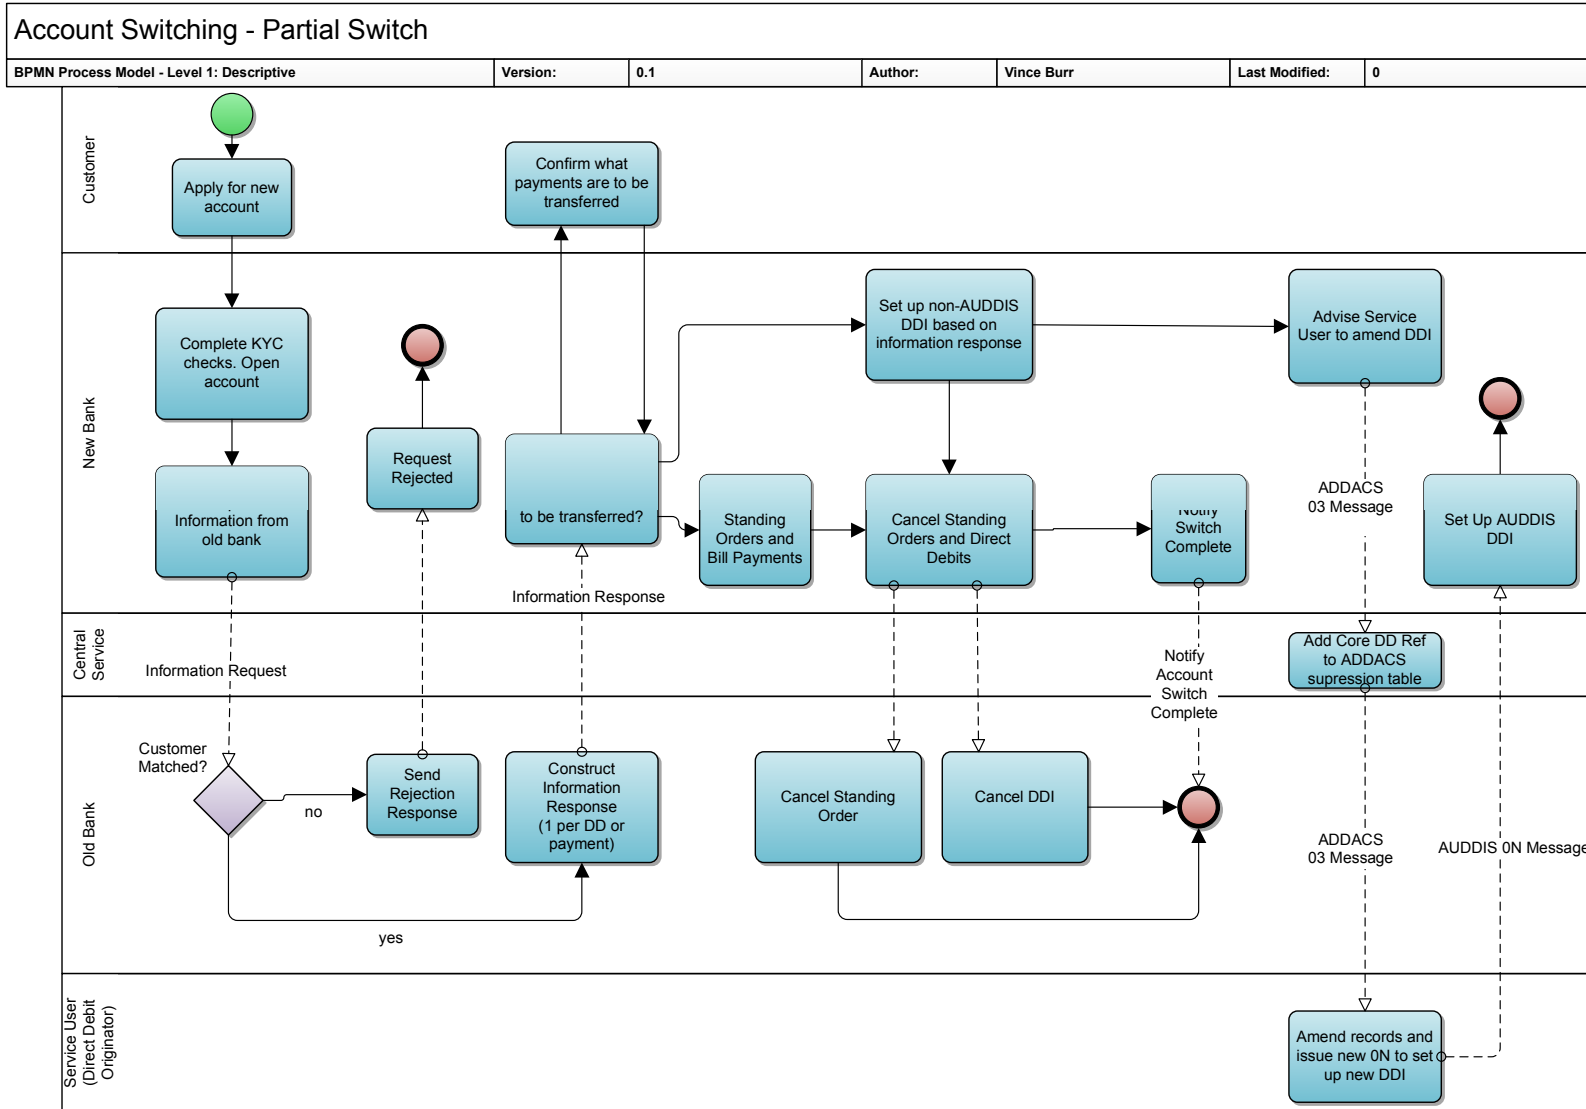 Account Switching - Partial Switch
BPMN Process Model - Level 1: Descriptive
Version:
0.1
Author:
Vince Burr
Last Modified:
0
Customer
Apply for new
account
Confirm what
payments are to be
transferred
New Bank
Complete KYC
checks. Open
account
Information from
old bank
Request
Rejected
to be transferred?
Set up non-AUDDIS
DDI based on
information response
Standing
Orders and
Bill Payments
Cancel Standing
Orders and Direct
Debits
Notify
Switch
Complete
Advise Service
User to amend DDI
ADDACS
03 Message
Set Up AUDDIS
DDI
Information Response
Central
Service
Information Request
Notify
Account
Switch
Complete
Add Core DD Ref
to ADDACS
supression table
Old Bank
Customer
Matched?
no
yes
Send
Rejection
Response
Construct
Information
Response
(1 per DD or
payment)
Cancel Standing
Order
Cancel DDI
ADDACS
03 Message
AUDDIS 0N Message
Service User
(Direct Debit
Originator)
Amend records and
issue new 0N to set
up new DDI